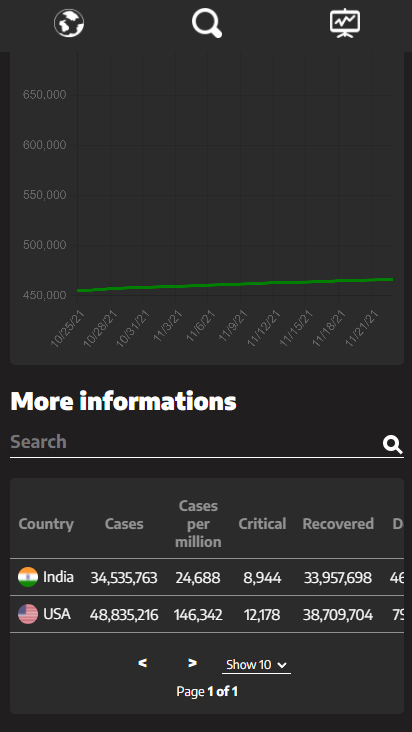 650,000
600,000
550,000
500,000
450,000
10/25/21 10/28/21 10/31/21 11/3/21 11/6/21 11/9/21 11/12/21 11/15/21 11/18/21 11/21/21
More informations
Search
Country Cases Cases per million Critical Recovered D
India 34,535,763 24,688 8,944 33,957,698 46
USA 48,835,216 146,342 12,178 38,709,704 79
< > Show 10
Page 1 of 1